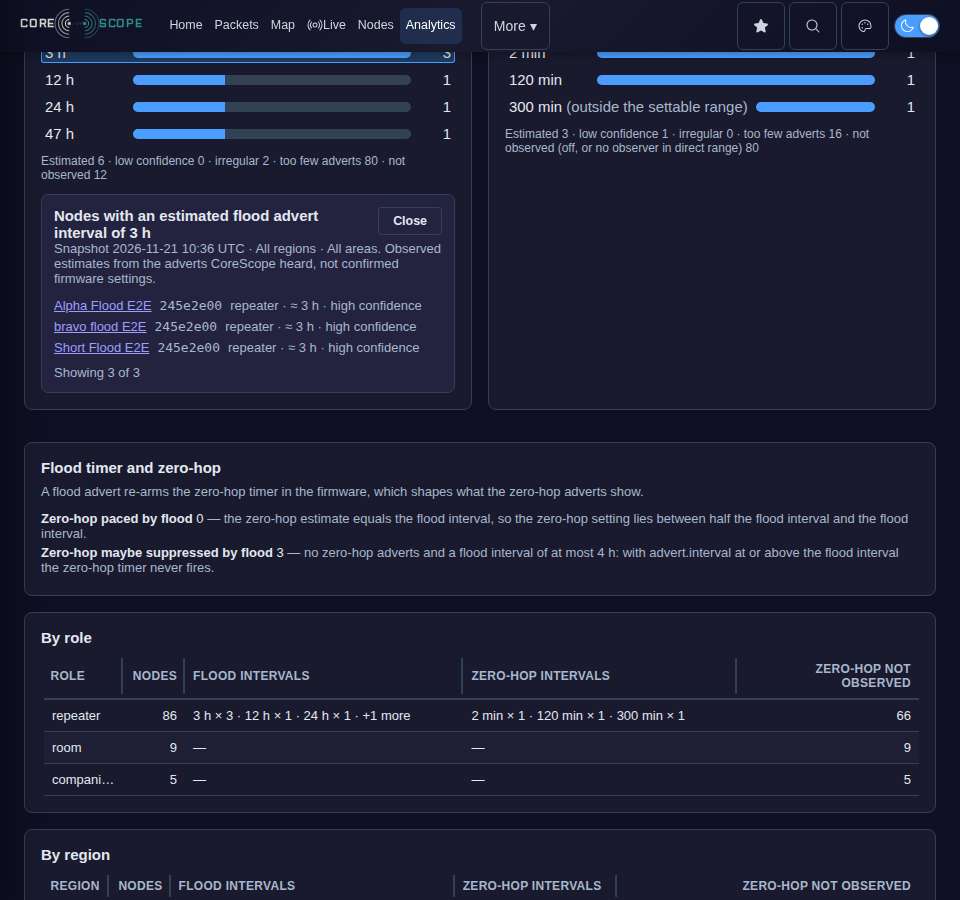 CORE SCOPE Home Packets Map Live Nodes Analytics More ▾
3 h 3
12 h 1
24 h 1
47 h 1
Estimated 6 · low confidence 0 · irregular 2 · too few adverts 80 · not
observed 12
Nodes with an estimated flood advert
interval of 3 h
Close
Snapshot 2026-11-21 10:36 UTC · All regions · All areas. Observed
estimates from the adverts CoreScope heard, not confirmed
firmware settings.
Alpha Flood E2E 245e2e00 repeater · ≈ 3 h · high confidence
bravo flood E2E 245e2e00 repeater · ≈ 3 h · high confidence
Short Flood E2E 245e2e00 repeater · ≈ 3 h · high confidence
Showing 3 of 3
2 min 1
120 min 1
300 min (outside the settable range) 1
Estimated 3 · low confidence 1 · irregular 0 · too few adverts 16 · not
observed (off, or no observer in direct range) 80
Flood timer and zero-hop
A flood advert re-arms the zero-hop timer in the firmware, which shapes what the zero-hop adverts show.
Zero-hop paced by flood 0 — the zero-hop estimate equals the flood interval, so the zero-hop setting lies between half the flood interval and the flood
interval.
Zero-hop maybe suppressed by flood 3 — no zero-hop adverts and a flood interval of at most 4 h: with advert.interval at or above the flood interval
the zero-hop timer never fires.
By role
ROLE NODES FLOOD INTERVALS ZERO-HOP INTERVALS ZERO-HOP NOT
OBSERVED
repeater 86 3 h × 3 · 12 h × 1 · 24 h × 1 · +1 more 2 min × 1 · 120 min × 1 · 300 min × 1 66
room 9 — — 9
compani… 5 — — 5
By region
REGION NODES FLOOD INTERVALS ZERO-HOP INTERVALS ZERO-HOP NOT OBSERVED